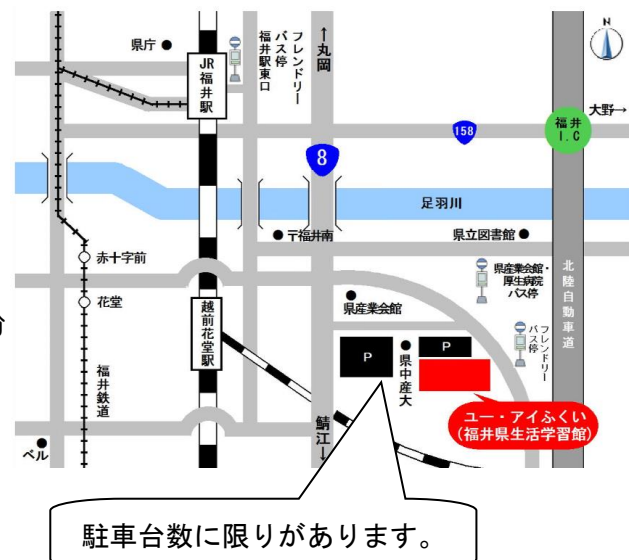 N
県庁
JR福井駅
福井駅東口
バス停
フレンドリー
↑丸岡
大野→
福井
I.C
158
8
足羽川
〒福井南
県立図書館
赤十字前
花堂
福井鉄道
越前花堂駅
県産業会館
県産業会館・
厚生病院
バス停
フレンドリー
バス停
北陸自動車道
P
県中産大
P
ユー・アイふくい
(福井県生活学習館)
鯖江↓
ベル
分
駐車台数に限りがあります。